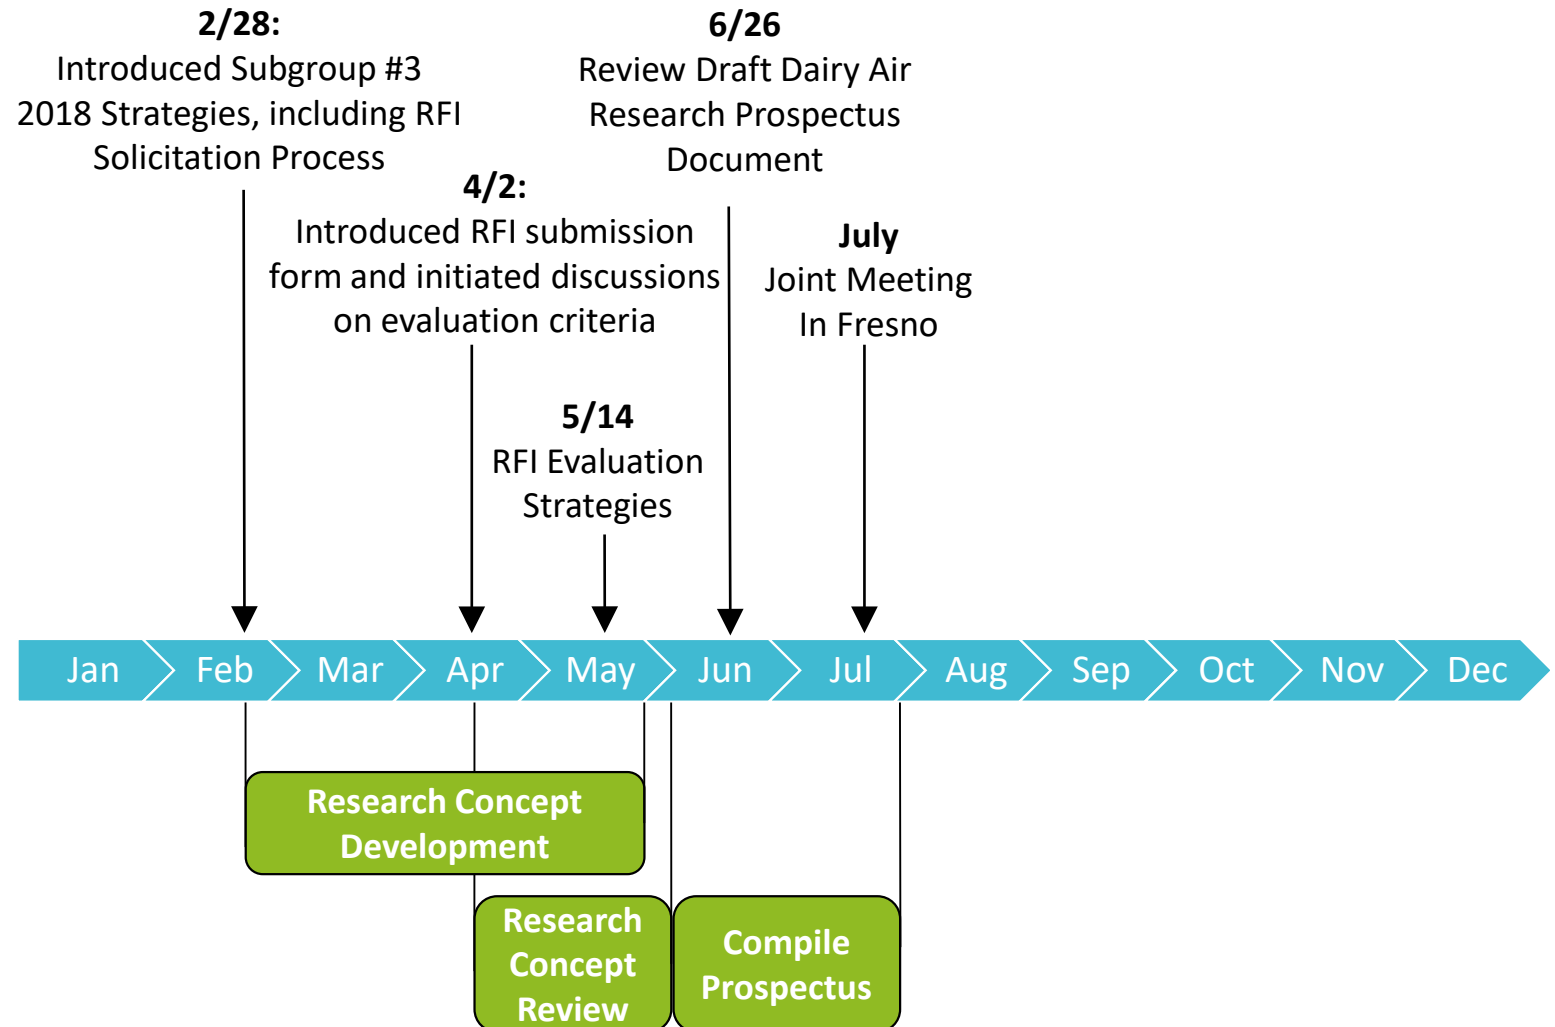 2/28:
Introduced Subgroup #3
2018 Strategies, including RFI
Solicitation Process
6/26
Review Draft Dairy Air
Research Prospectus
Document
4/2:
Introduced RFI submission
form and initiated discussions
on evaluation criteria
July
Joint Meeting
In Fresno
5/14
RFI Evaluation
Strategies
Jan Feb Mar Apr May Jun Jul Aug Sep Oct Nov Dec
Research Concept
Development
Research
Concept
Review
Compile
Prospectus